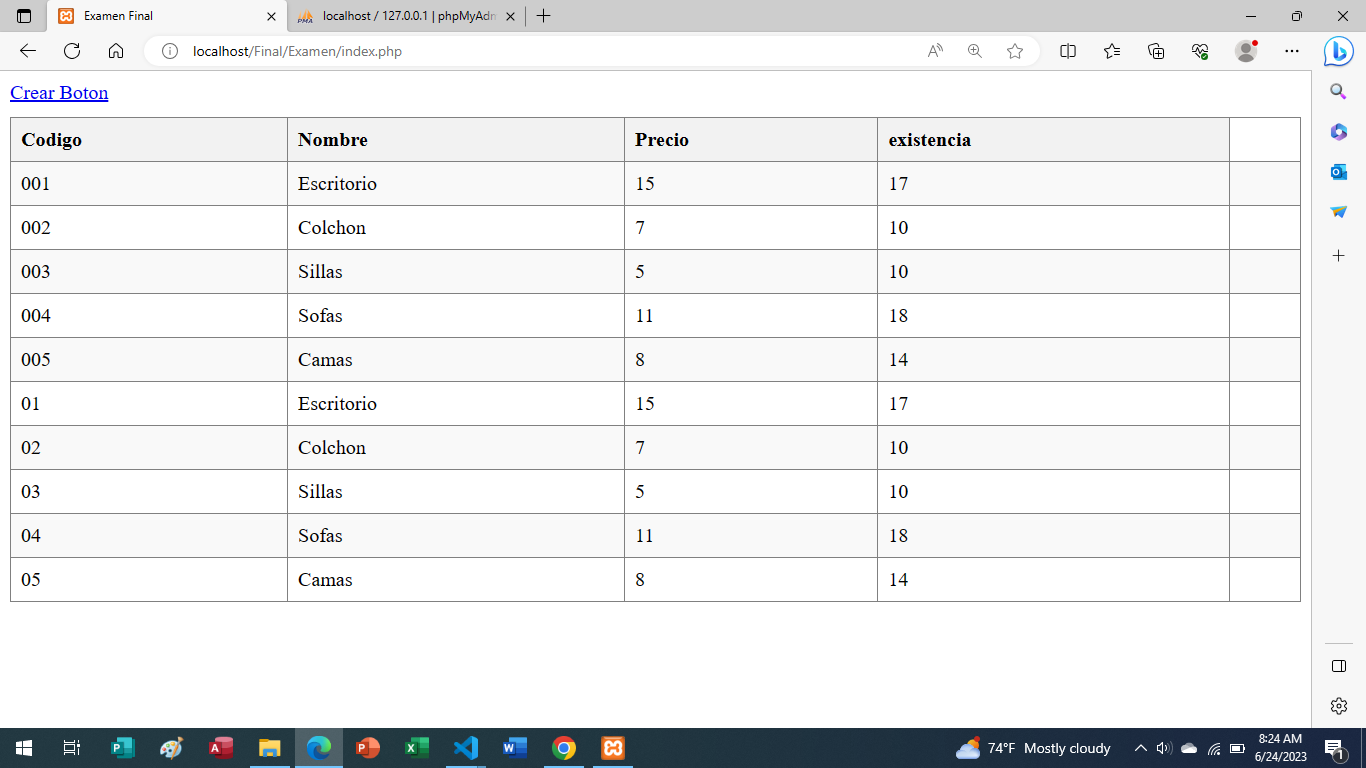 Examen Final
localhost / 127.0.0.1 | phpMyAdm
localhost/Final/Examen/index.php
Crear Boton
Codigo Nombre Precio existencia
001 Escritorio 15 17
002 Colchon 7 10
003 Sillas 5 10
004 Sofas 11 18
005 Camas 8 14
01 Escritorio 15 17
02 Colchon 7 10
03 Sillas 5 10
04 Sofas 11 18
05 Camas 8 14
74°F Mostly cloudy
8:24 AM
6/24/2023
1